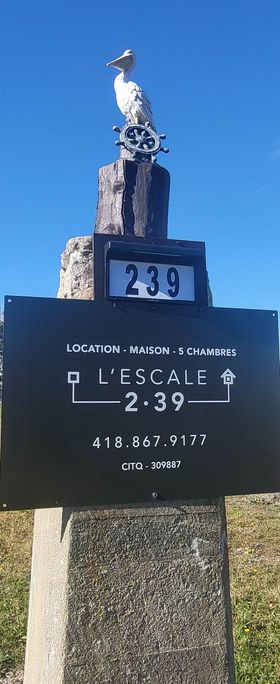 239
LOCATION - MAISON - 5 CHAMBRES
L'ESCALE
2·39
418.867.9177
CITQ - 309887